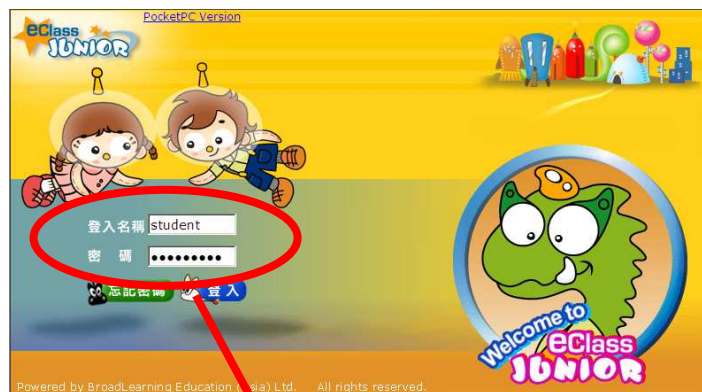 eClass
JUNIOR
PocketPC Version
登入名稱 student
密 碼 •••••••••
忘記密碼 登入
Welcome to
eClass
JUNIOR
Powered by BroadLearning Education (Asia) Ltd. All rights reserved.